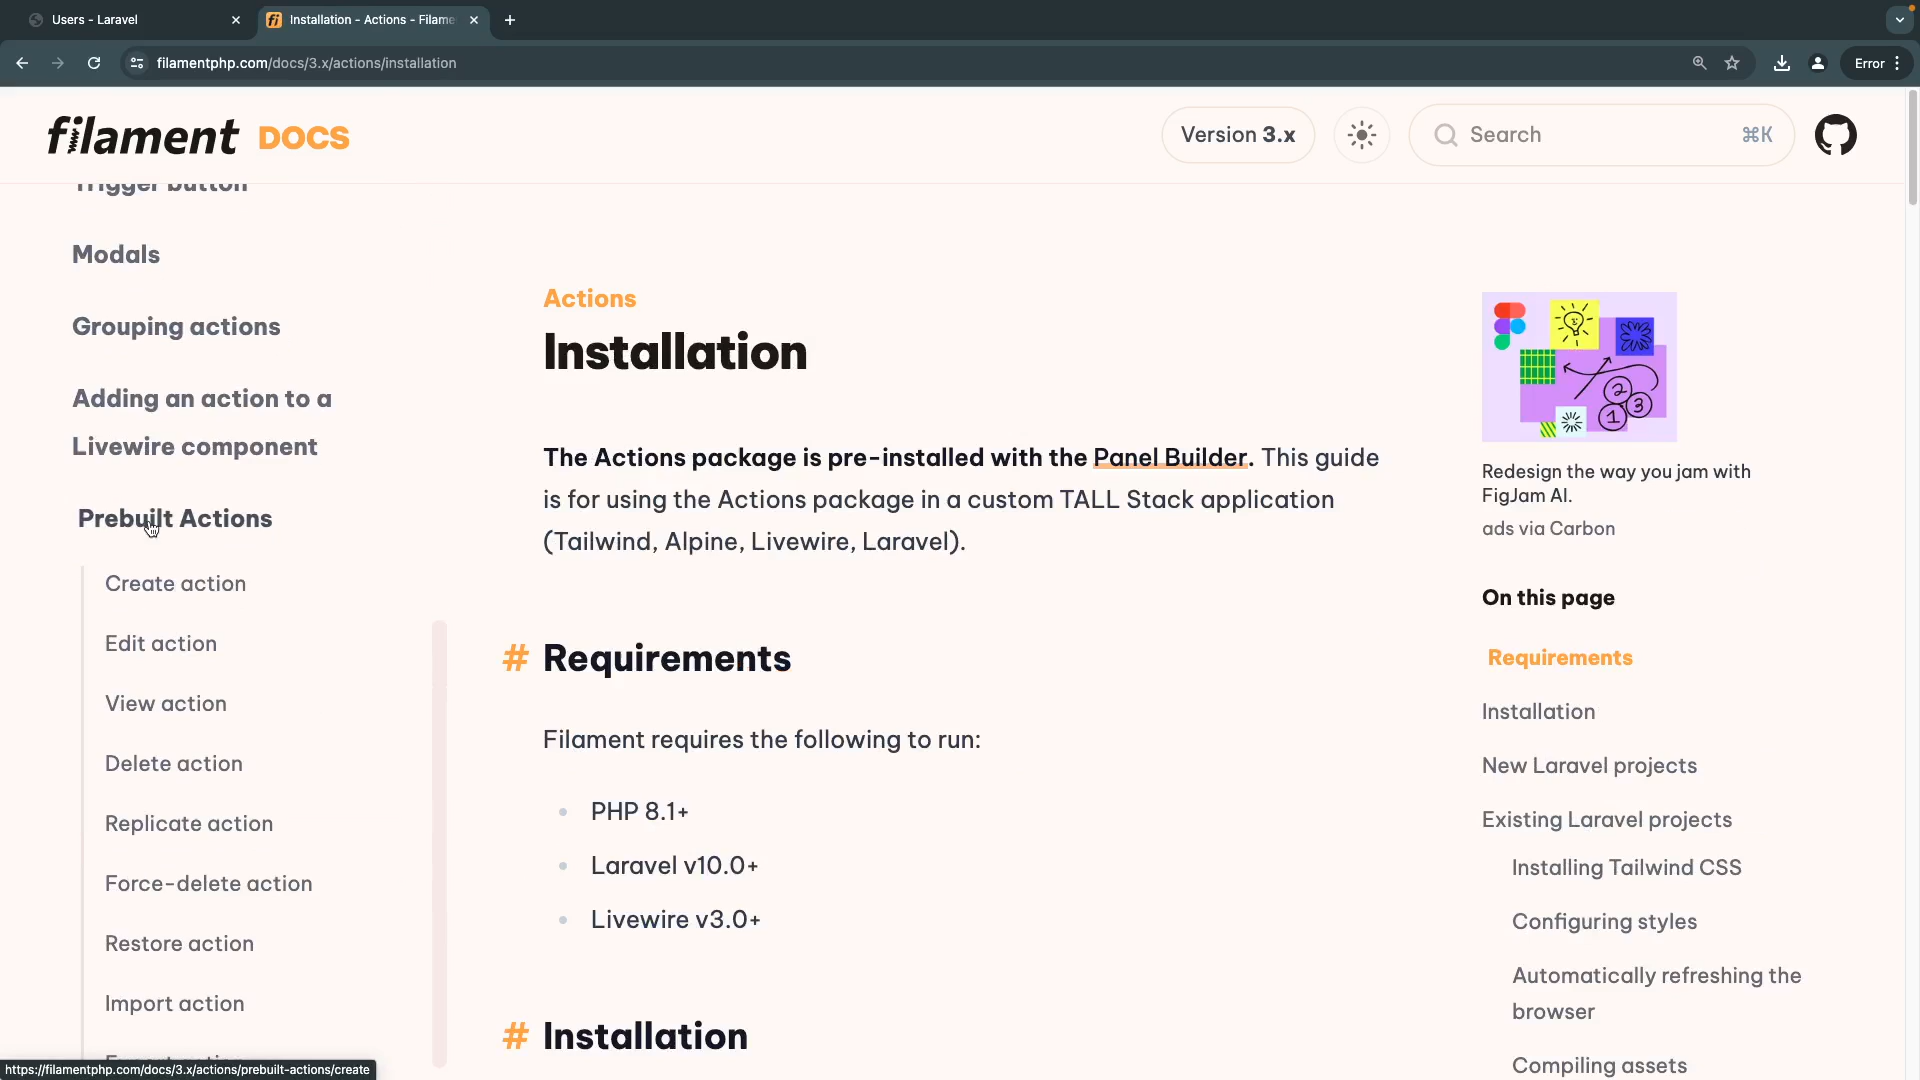 Users - Laravel
Installation - Actions - Filame
filamentphp.com/docs/3.x/actions/installation
Error
filament DOCS
Version 3.x
Search
⌘K
Trigger button
Modals
Grouping actions
Adding an action to a
Livewire component
Prebuilt Actions
Create action
Edit action
View action
Delete action
Replicate action
Force-delete action
Restore action
Import action
Export action
https://filamentphp.com/docs/3.x/actions/prebuilt-actions/create
Actions
Installation
The Actions package is pre-installed with the Panel Builder. This guide
is for using the Actions package in a custom TALL Stack application
(Tailwind, Alpine, Livewire, Laravel).
# Requirements
Filament requires the following to run:
• PHP 8.1+
• Laravel v10.0+
• Livewire v3.0+
# Installation
2
3
1
Redesign the way you jam with
FigJam AI.
ads via Carbon
On this page
Requirements
Installation
New Laravel projects
Existing Laravel projects
Installing Tailwind CSS
Configuring styles
Automatically refreshing the
browser
Compiling assets